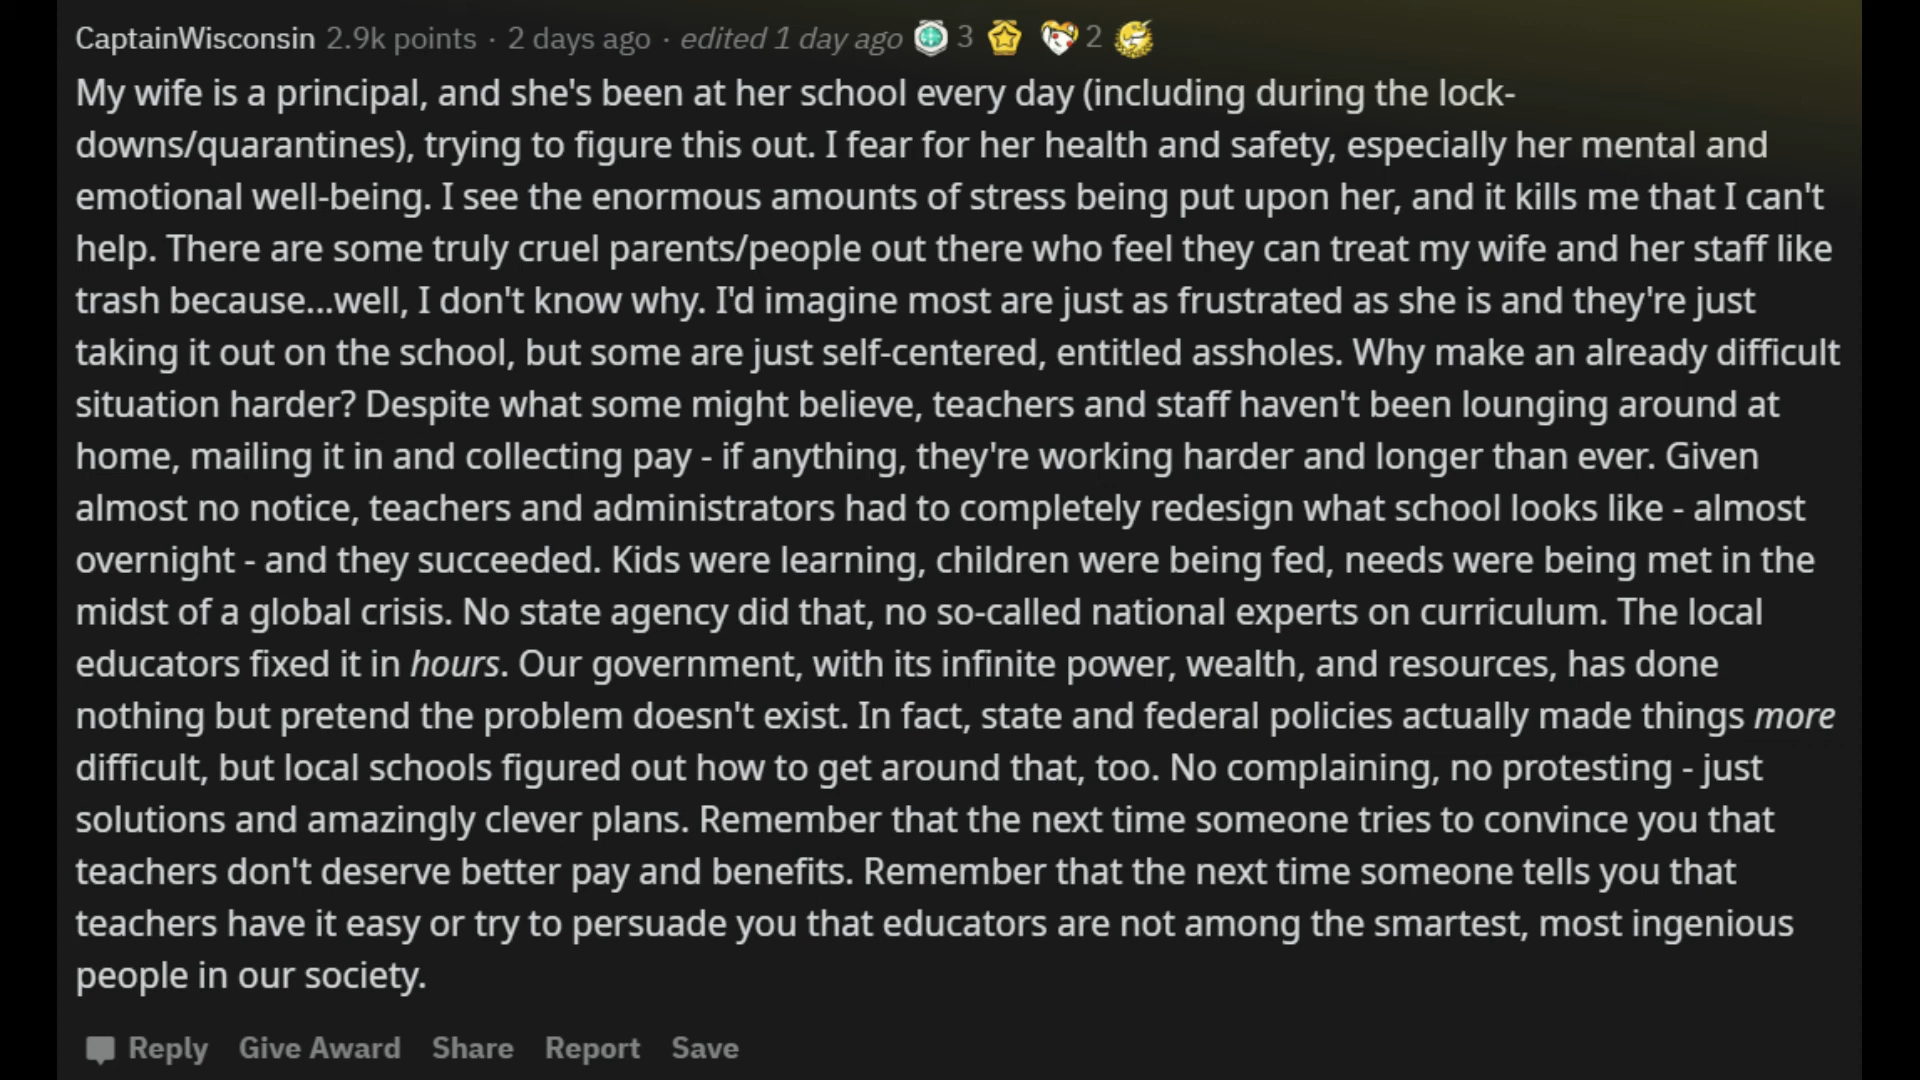 CaptainWisconsin 2.9k points · 2 days ago · edited 1 day ago 3 2
My wife is a principal, and she's been at her school every day (including during the lock-
downs/quarantines), trying to figure this out. I fear for her health and safety, especially her mental and
emotional well-being. I see the enormous amounts of stress being put upon her, and it kills me that I can't
help. There are some truly cruel parents/people out there who feel they can treat my wife and her staff like
trash because...well, I don't know why. I'd imagine most are just as frustrated as she is and they're just
taking it out on the school, but some are just self-centered, entitled assholes. Why make an already difficult
situation harder? Despite what some might believe, teachers and staff haven't been lounging around at
home, mailing it in and collecting pay - if anything, they're working harder and longer than ever. Given
almost no notice, teachers and administrators had to completely redesign what school looks like - almost
overnight - and they succeeded. Kids were learning, children were being fed, needs were being met in the
midst of a global crisis. No state agency did that, no so-called national experts on curriculum. The local
educators fixed it in hours. Our government, with its infinite power, wealth, and resources, has done
nothing but pretend the problem doesn't exist. In fact, state and federal policies actually made things more
difficult, but local schools figured out how to get around that, too. No complaining, no protesting - just
solutions and amazingly clever plans. Remember that the next time someone tries to convince you that
teachers don't deserve better pay and benefits. Remember that the next time someone tells you that
teachers have it easy or try to persuade you that educators are not among the smartest, most ingenious
people in our society.
Reply Give Award Share Report Save